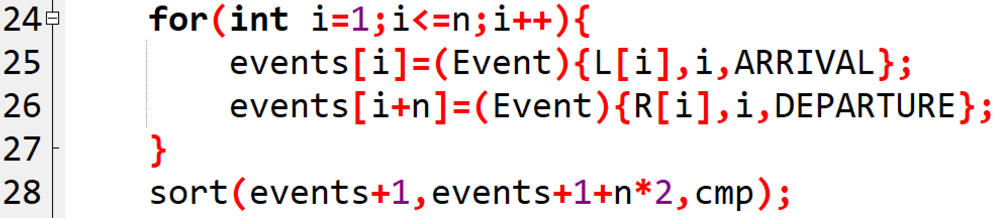 24 for(int i=1;i<=n;i++){
25 events[i]=(Event){L[i],i,ARRIVAL};
26 events[i+n]=(Event){R[i],i,DEPARTURE};
27 }
28 sort(events+1,events+1+n*2,cmp);